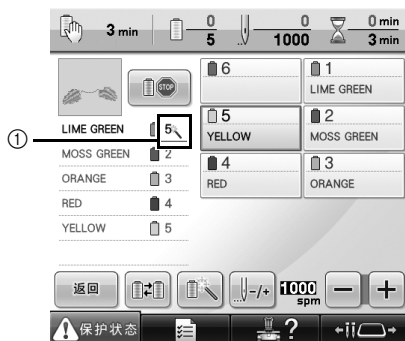 3 min
0
5
0
1000
0 min
3 min
STOP
6
1
LIME GREEN
5
YELLOW
2
MOSS GREEN
4
RED
3
ORANGE
①
LIME GREEN 5
MOSS GREEN 2
ORANGE 3
RED 4
YELLOW 5
返回
-/+
1000
spm
−
+
保护状态
?